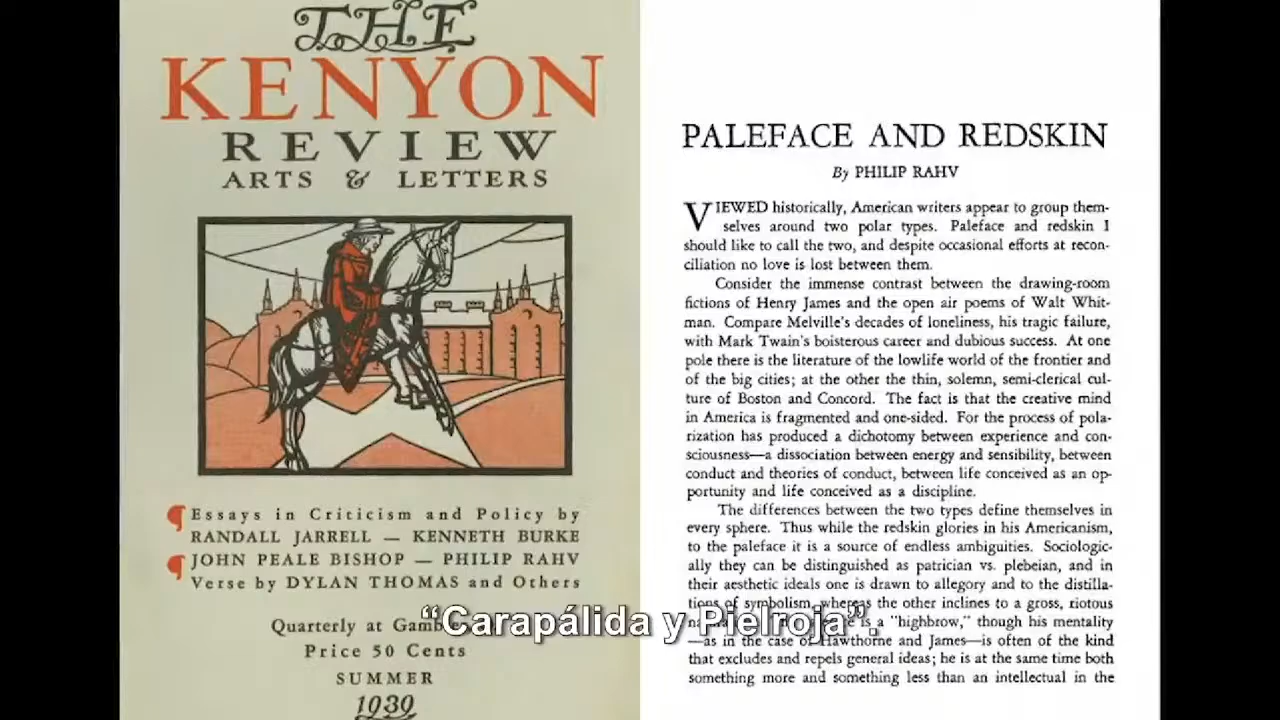 THE
KENYON
REVIEW
ARTS & LETTERS
¶ Essays in Criticism and Policy by
RANDALL JARRELL — KENNETH BURKE
¶ JOHN PEALE BISHOP — PHILIP RAHV
Verse by DYLAN THOMAS and Others
Quarterly at
Price 50 Cents
SUMMER
1939
PALEFACE AND REDSKIN
By PHILIP RAHV
VIEWED historically, American writers appear to group them-
selves around two polar types. Paleface and redskin I
should like to call the two, and despite occasional efforts at recon-
ciliation no love is lost between them.
Consider the immense contrast between the drawing-room
fictions of Henry James and the open air poems of Walt Whit-
man. Compare Melville's decades of loneliness, his tragic failure,
with Mark Twain's boisterous career and dubious success. At one
pole there is the literature of the lowlife world of the frontier and
of the big cities; at the other the thin, solemn, semi-clerical cul-
ture of Boston and Concord. The fact is that the creative mind
in America is fragmented and one-sided. For the process of pola-
rization has produced a dichotomy between experience and con-
sciousness—a dissociation between energy and sensibility, between
conduct and theories of conduct, between life conceived as an op-
portunity and life conceived as a discipline.
The differences between the two types define themselves in
every sphere. Thus while the redskin glories in his Americanism,
to the paleface it is a source of endless ambiguities. Sociologic-
ally they can be distinguished as patrician vs. plebeian, and in
their aesthetic ideals one is drawn to allegory and to the distilla-
tions of symbolism, whereas the other inclines to a gross, riotous
is a "highbrow," though his mentality
—as in the case of Hawthorne and James—is often of the kind
that excludes and repels general ideas; he is at the same time both
something more and something less than an intellectual in the
“Carapálida y Pielroja”.